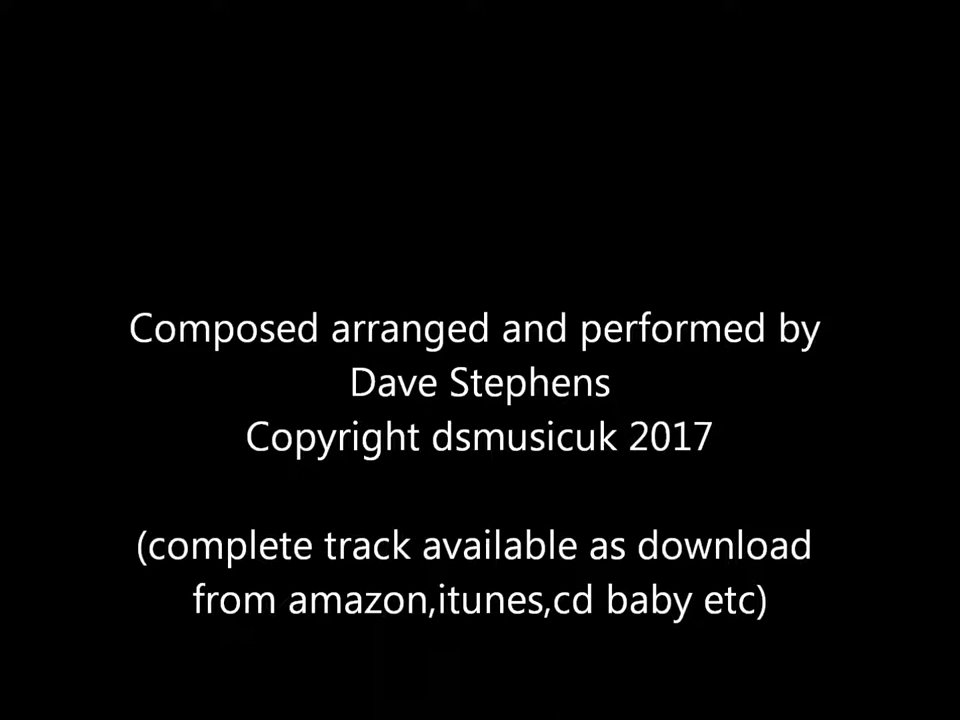 Composed arranged and performed by
Dave Stephens
Copyright dsmusicuk 2017
(complete track available as download
from amazon,itunes,cd baby etc)